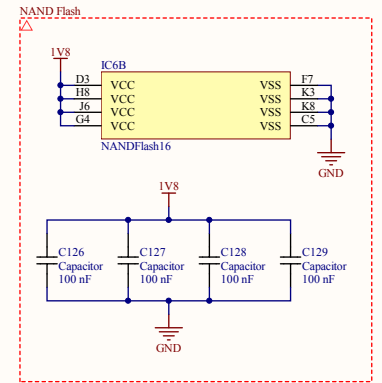 NAND Flash
1V8
IC6B
D3 VCC VSS F7
H8 VCC VSS K3
J6 VCC VSS K8
G4 VCC VSS C5
NANDFlash16
GND
1V8
C126 C127 C128 C129
Capacitor Capacitor Capacitor Capacitor
100 nF 100 nF 100 nF 100 nF
GND